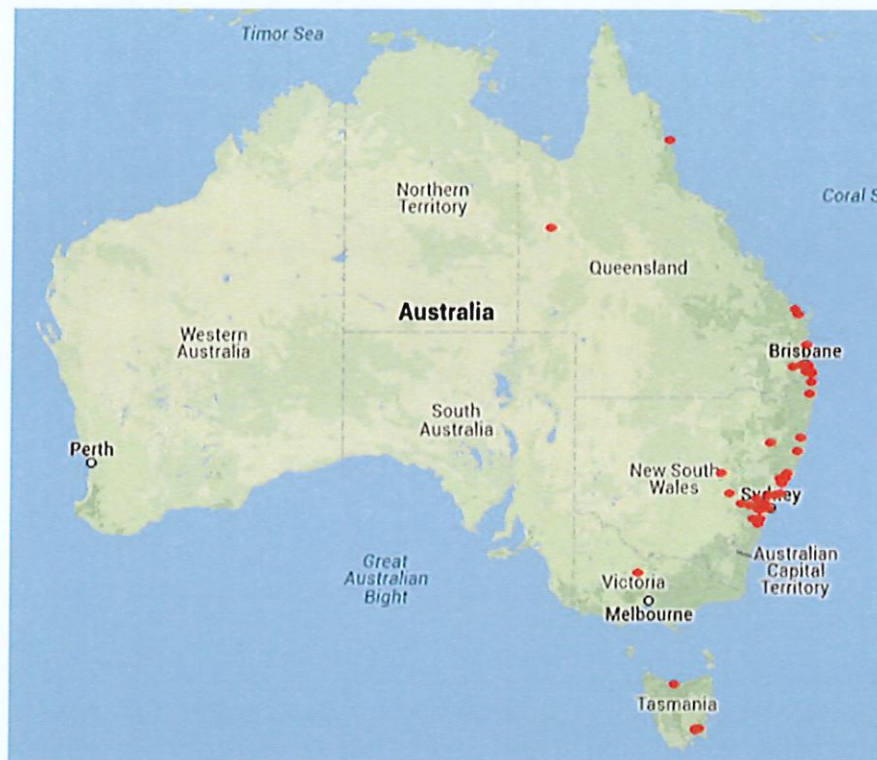 Timor Sea
Northern
Territory
Coral S
Queensland
Australia
Western
Australia
Brisbane
South
Australia
Perth
New South
Wales
Sydney
Great
Australian
Bight
Australian
Capital
Territory
Victoria
Melbourne
Tasmania